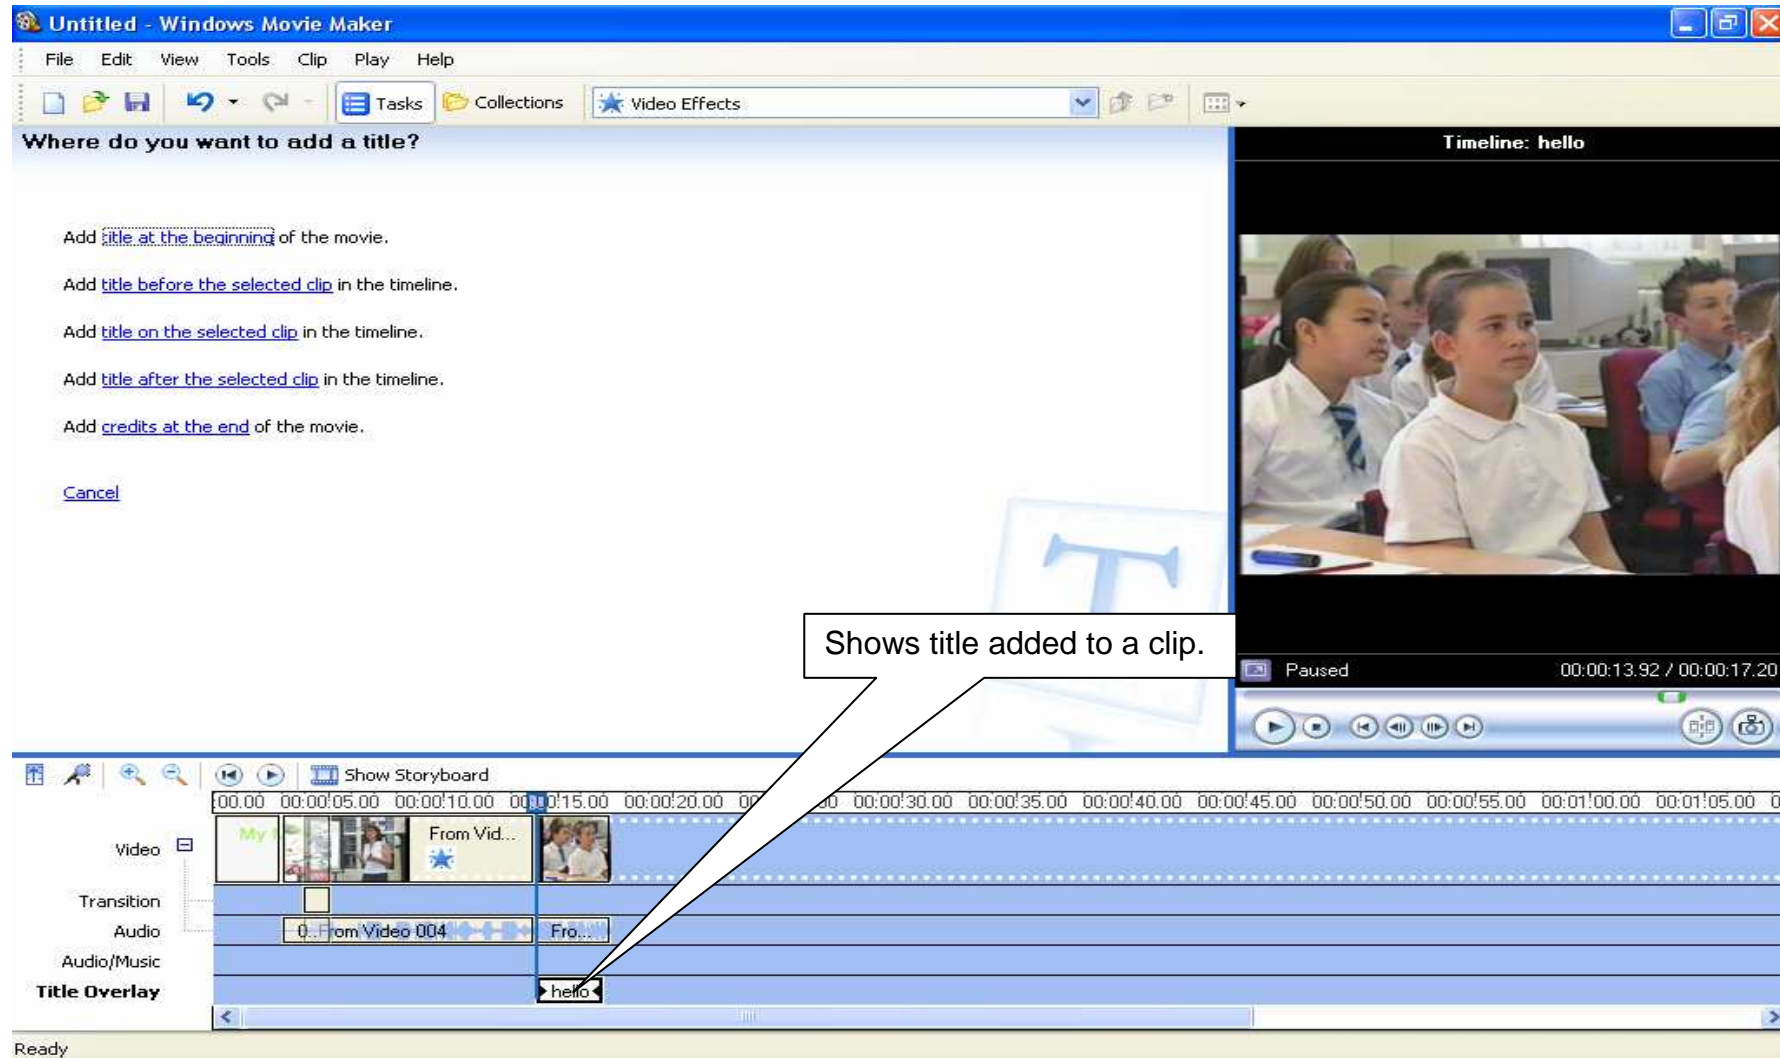 Untitled - Windows Movie Maker
File Edit View Tools Clip Play Help
Tasks Collections Video Effects
Where do you want to add a title?
Timeline: hello
Add title at the beginning of the movie.
Add title before the selected clip in the timeline.
Add title on the selected clip in the timeline.
Add title after the selected clip in the timeline.
Add credits at the end of the movie.
Cancel
T
Shows title added to a clip.
Paused 00:00:13.92 / 00:00:17.20
Show Storyboard
:00.00 00:00:05.00 00:00:10.00 00:15.00 00:00:20.00 00:00:30.00 00:00:35.00 00:00:40.00 00:00:45.00 00:00:50.00 00:00:55.00 00:01:00.00 00:01:05.00
Video My From Vid...
Transition
Audio 0.. From Video 004 Fro...
Audio/Music
Title Overlay hello
Ready